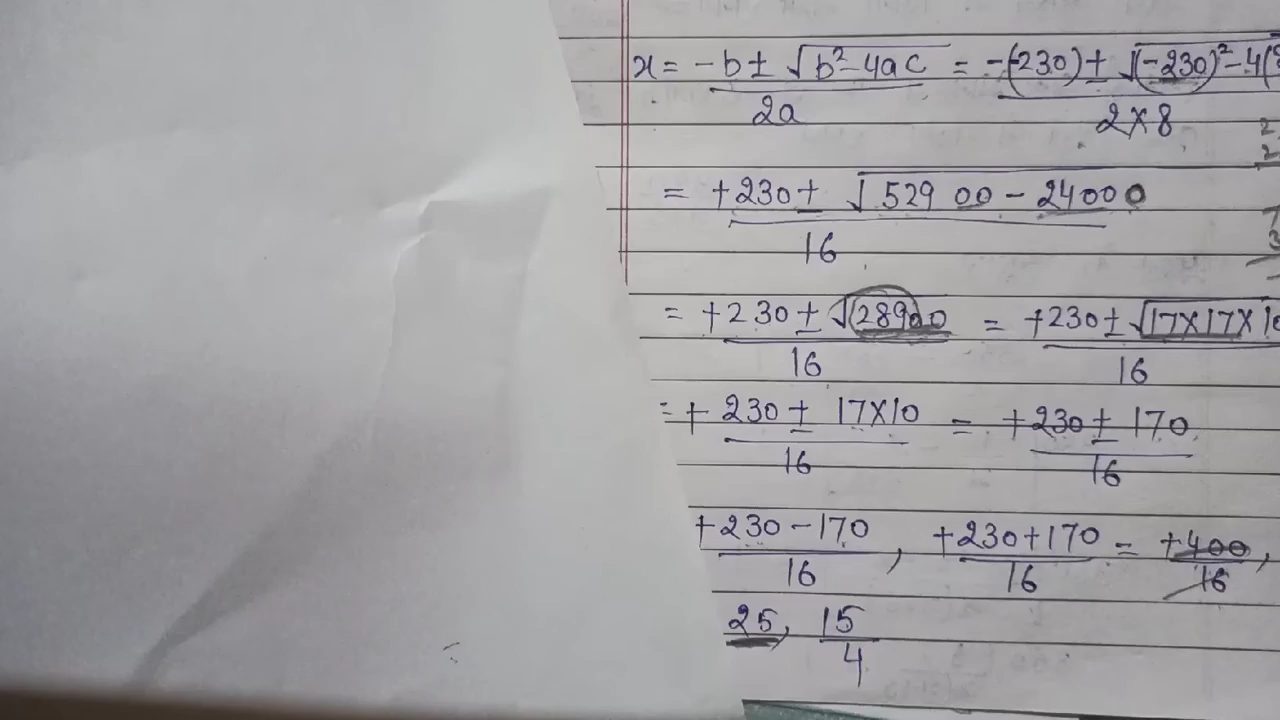 x = -b ± √b² - 4ac / 2a = -(-230) ± √(-230)² - 4(8 / 2×8
= +230 ± √52900 - 24000 / 16
= +230 ± √28900 / 16 = +230 ± √17×17×10 / 16
= + 230 ± 17×10 / 16 = +230 ± 170 / 16
+230 - 170 / 16 , +230 + 170 / 16 = +400 / 16 ,
25, 15 / 4